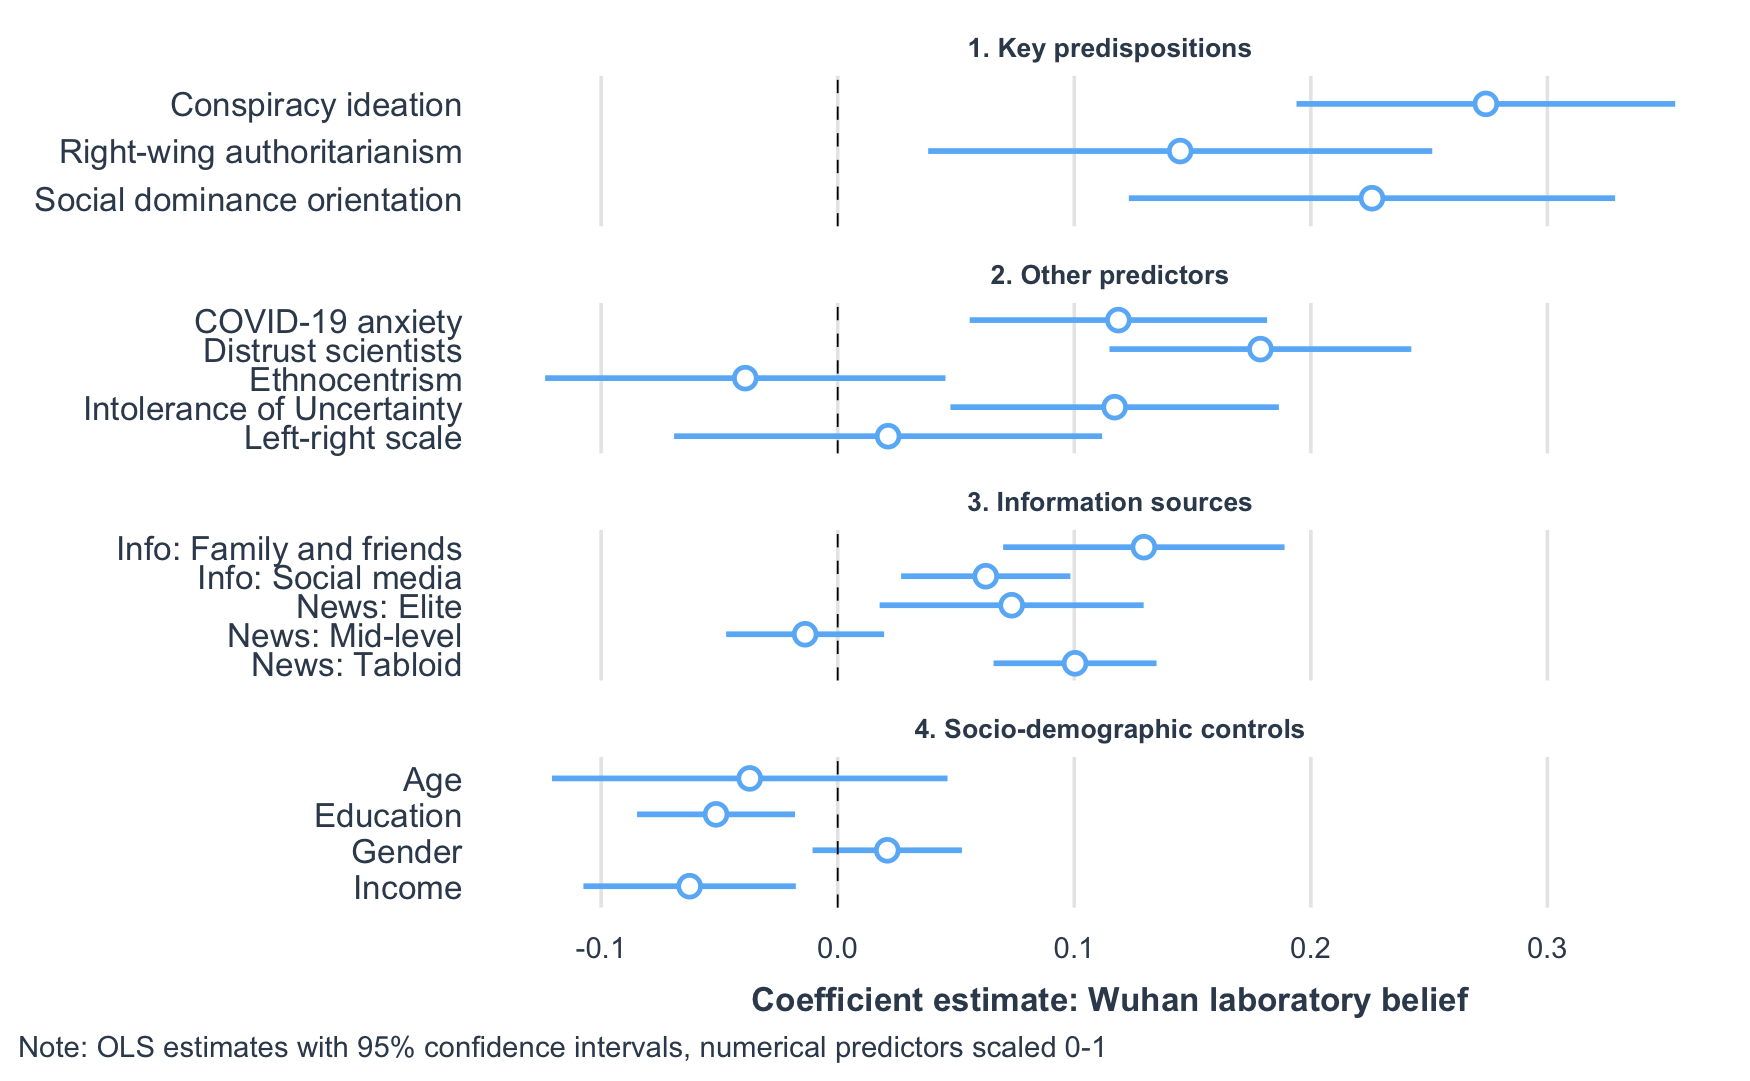 1. Key predispositions
Conspiracy ideation
Right-wing authoritarianism
Social dominance orientation
2. Other predictors
COVID-19 anxiety
Distrust scientists
Ethnocentrism
Intolerance of Uncertainty
Left-right scale
3. Information sources
Info: Family and friends
Info: Social media
News: Elite
News: Mid-level
News: Tabloid
4. Socio-demographic controls
Age
Education
Gender
Income
-0.1 0.0 0.1 0.2 0.3
Coefficient estimate: Wuhan laboratory belief
Note: OLS estimates with 95% confidence intervals, numerical predictors scaled 0-1